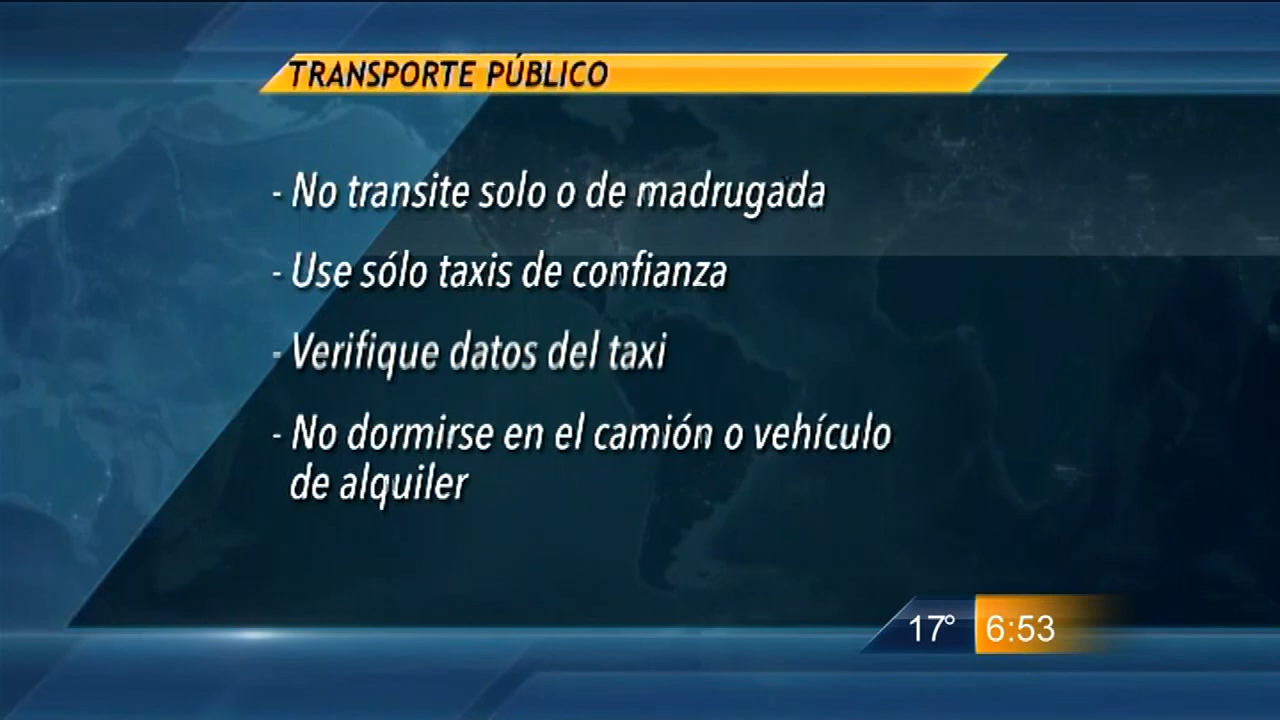 TRANSPORTE PÚBLICO
- No transite solo o de madrugada
- Use sólo taxis de confianza
- Verifique datos del taxi
- No dormirse en el camión o vehículo
de alquiler
17° 6:53